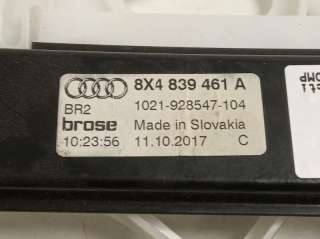 8X4 839 461 A
BR2 1021-928547-104
brose Made in Slovakia
10:23:56 11.10.2017 C